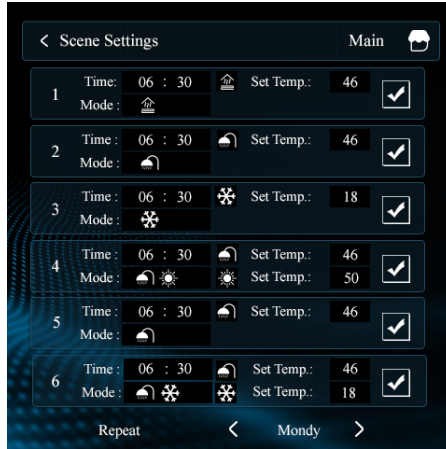 Scene Settings Main
1 Time: 06 : 30 Set Temp.: 46
Mode :
2 Time : 06 : 30 Set Temp.: 46
Mode :
3 Time : 06 : 30 Set Temp.: 18
Mode :
4 Time : 06 : 30 Set Temp.: 46
Mode : Set Temp.: 50
5 Time : 06 : 30 Set Temp.: 46
Mode :
6 Time : 06 : 30 Set Temp.: 46
Mode : Set Temp.: 18
Repeat < Mondy >